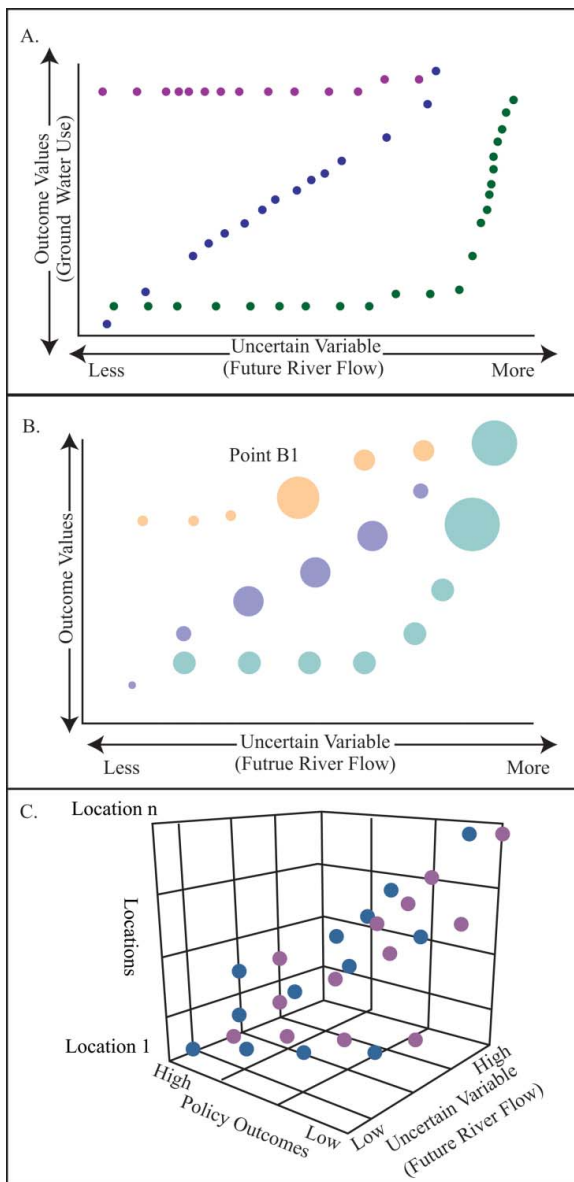 A.
Outcome Values
(Ground Water Use)
Uncertain Variable
(Future River Flow)
Less
More
B.
Point B1
Outcome Values
Uncertain Variable
(Futrue River Flow)
Less
More
C.
Location n
Locations
Location 1
High
Policy Outcomes
Low
Low
Uncertain Variable
(Future River Flow)
High